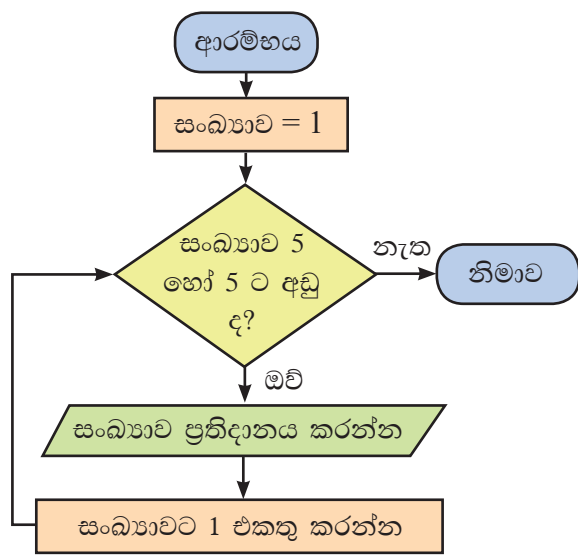 ආරම්භය
සංඛ්‍යාව = 1
සංඛ්‍යාව 5
හෝ 5 ට අඩු
ද?
නැත
නිමාව
ඔව්
සංඛ්‍යාව ප්‍රතිදානය කරන්න
සංඛ්‍යාවට 1 එකතු කරන්න